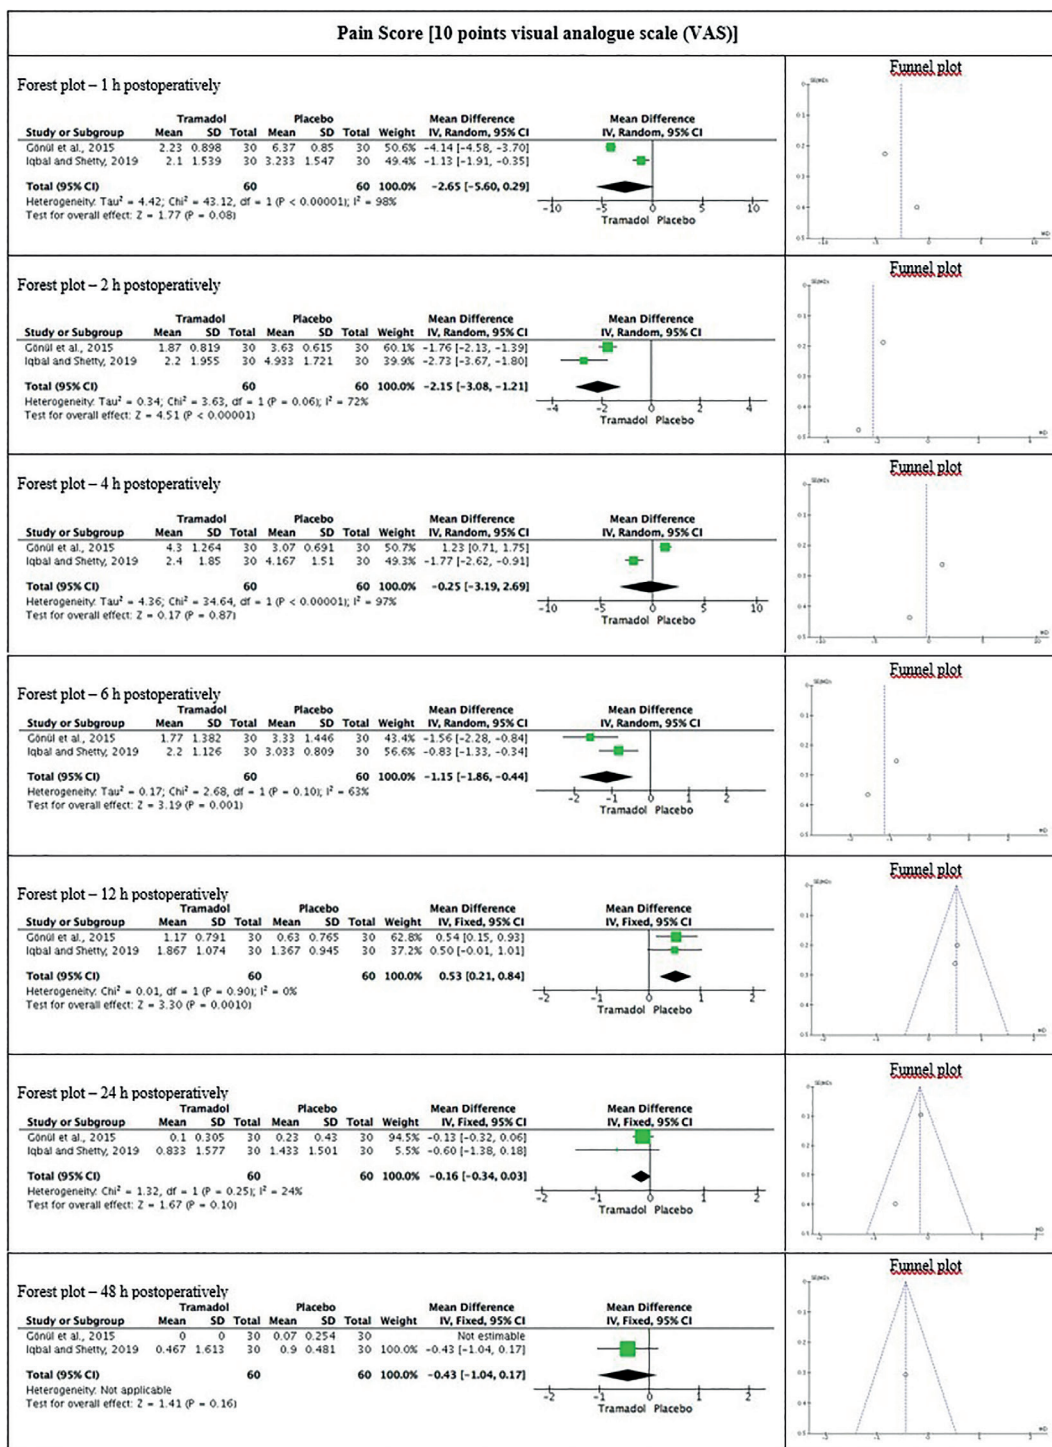 Pain Score [10 points visual analogue scale (VAS)]
Forest plot – 1 h postoperatively
Tramadol Placebo Mean Difference Mean Difference
Study or Subgroup Mean SD Total Mean SD Total Weight IV, Random, 95% CI IV, Random, 95% CI
Gönül et al., 2015 2.23 0.898 30 6.37 0.85 30 50.6% −4.14 [−4.58, −3.70]
Iqbal and Shetty, 2019 2.1 1.539 30 3.233 1.547 30 49.4% −1.13 [−1.91, −0.35]
Total (95% CI) 60 60 100.0% −2.65 [−5.60, 0.29]
Heterogeneity: Tau² = 4.42; Chi² = 43.12, df = 1 (P < 0.00001); I² = 98%
Test for overall effect: Z = 1.77 (P = 0.08)
−10 −5 0 5 10
Tramadol Placebo
Funnel plot
Forest plot – 2 h postoperatively
Tramadol Placebo Mean Difference Mean Difference
Study or Subgroup Mean SD Total Mean SD Total Weight IV, Random, 95% CI IV, Random, 95% CI
Gönül et al., 2015 1.87 0.819 30 3.63 0.615 30 60.1% −1.76 [−2.13, −1.39]
Iqbal and Shetty, 2019 2.2 1.955 30 4.933 1.721 30 39.9% −2.73 [−3.67, −1.80]
Total (95% CI) 60 60 100.0% −2.15 [−3.08, −1.21]
Heterogeneity: Tau² = 0.34; Chi² = 3.63, df = 1 (P = 0.06); I² = 72%
Test for overall effect: Z = 4.51 (P < 0.00001)
−4 −2 0 2 4
Tramadol Placebo
Funnel plot
Forest plot – 4 h postoperatively
Tramadol Placebo Mean Difference Mean Difference
Study or Subgroup Mean SD Total Mean SD Total Weight IV, Random, 95% CI IV, Random, 95% CI
Gönül et al., 2015 4.3 1.264 30 3.07 0.691 30 50.7% 1.23 [0.71, 1.75]
Iqbal and Shetty, 2019 2.4 1.85 30 4.167 1.51 30 49.3% −1.77 [−2.62, −0.91]
Total (95% CI) 60 60 100.0% −0.25 [−3.19, 2.69]
Heterogeneity: Tau² = 4.36; Chi² = 34.64, df = 1 (P < 0.00001); I² = 97%
Test for overall effect: Z = 0.17 (P = 0.87)
−10 −5 0 5 10
Tramadol Placebo
Funnel plot
Forest plot – 6 h postoperatively
Tramadol Placebo Mean Difference Mean Difference
Study or Subgroup Mean SD Total Mean SD Total Weight IV, Random, 95% CI IV, Random, 95% CI
Gönül et al., 2015 1.77 1.382 30 3.33 1.446 30 43.4% −1.56 [−2.28, −0.84]
Iqbal and Shetty, 2019 2.2 1.126 30 3.033 0.809 30 56.6% −0.83 [−1.33, −0.34]
Total (95% CI) 60 60 100.0% −1.15 [−1.86, −0.44]
Heterogeneity: Tau² = 0.17; Chi² = 2.68, df = 1 (P = 0.10); I² = 63%
Test for overall effect: Z = 3.19 (P = 0.001)
−2 −1 0 1 2
Tramadol Placebo
Funnel plot
Forest plot – 12 h postoperatively
Tramadol Placebo Mean Difference Mean Difference
Study or Subgroup Mean SD Total Mean SD Total Weight IV, Fixed, 95% CI IV, Fixed, 95% CI
Gönül et al., 2015 1.17 0.791 30 0.63 0.765 30 62.8% 0.54 [0.15, 0.93]
Iqbal and Shetty, 2019 1.867 1.074 30 1.367 0.945 30 37.2% 0.50 [−0.01, 1.01]
Total (95% CI) 60 60 100.0% 0.53 [0.21, 0.84]
Heterogeneity: Chi² = 0.01, df = 1 (P = 0.90); I² = 0%
Test for overall effect: Z = 3.30 (P = 0.0010)
−2 −1 0 1 2
Tramadol Placebo
Funnel plot
Forest plot – 24 h postoperatively
Tramadol Placebo Mean Difference Mean Difference
Study or Subgroup Mean SD Total Mean SD Total Weight IV, Fixed, 95% CI IV, Fixed, 95% CI
Gönül et al., 2015 0.1 0.305 30 0.23 0.43 30 94.5% −0.13 [−0.32, 0.06]
Iqbal and Shetty, 2019 0.833 1.577 30 1.433 1.501 30 5.5% −0.60 [−1.38, 0.18]
Total (95% CI) 60 60 100.0% −0.16 [−0.34, 0.03]
Heterogeneity: Chi² = 1.32, df = 1 (P = 0.25); I² = 24%
Test for overall effect: Z = 1.67 (P = 0.10)
−2 −1 0 1 2
Tramadol Placebo
Funnel plot
Forest plot – 48 h postoperatively
Tramadol Placebo Mean Difference Mean Difference
Study or Subgroup Mean SD Total Mean SD Total Weight IV, Fixed, 95% CI IV, Fixed, 95% CI
Gönül et al., 2015 0 0 30 0.07 0.254 30 Not estimable
Iqbal and Shetty, 2019 0.467 1.613 30 0.9 0.481 30 100.0% −0.43 [−1.04, 0.17]
Total (95% CI) 60 60 100.0% −0.43 [−1.04, 0.17]
Heterogeneity: Not applicable
Test for overall effect: Z = 1.41 (P = 0.16)
−2 −1 0 1 2
Tramadol Placebo
Funnel plot